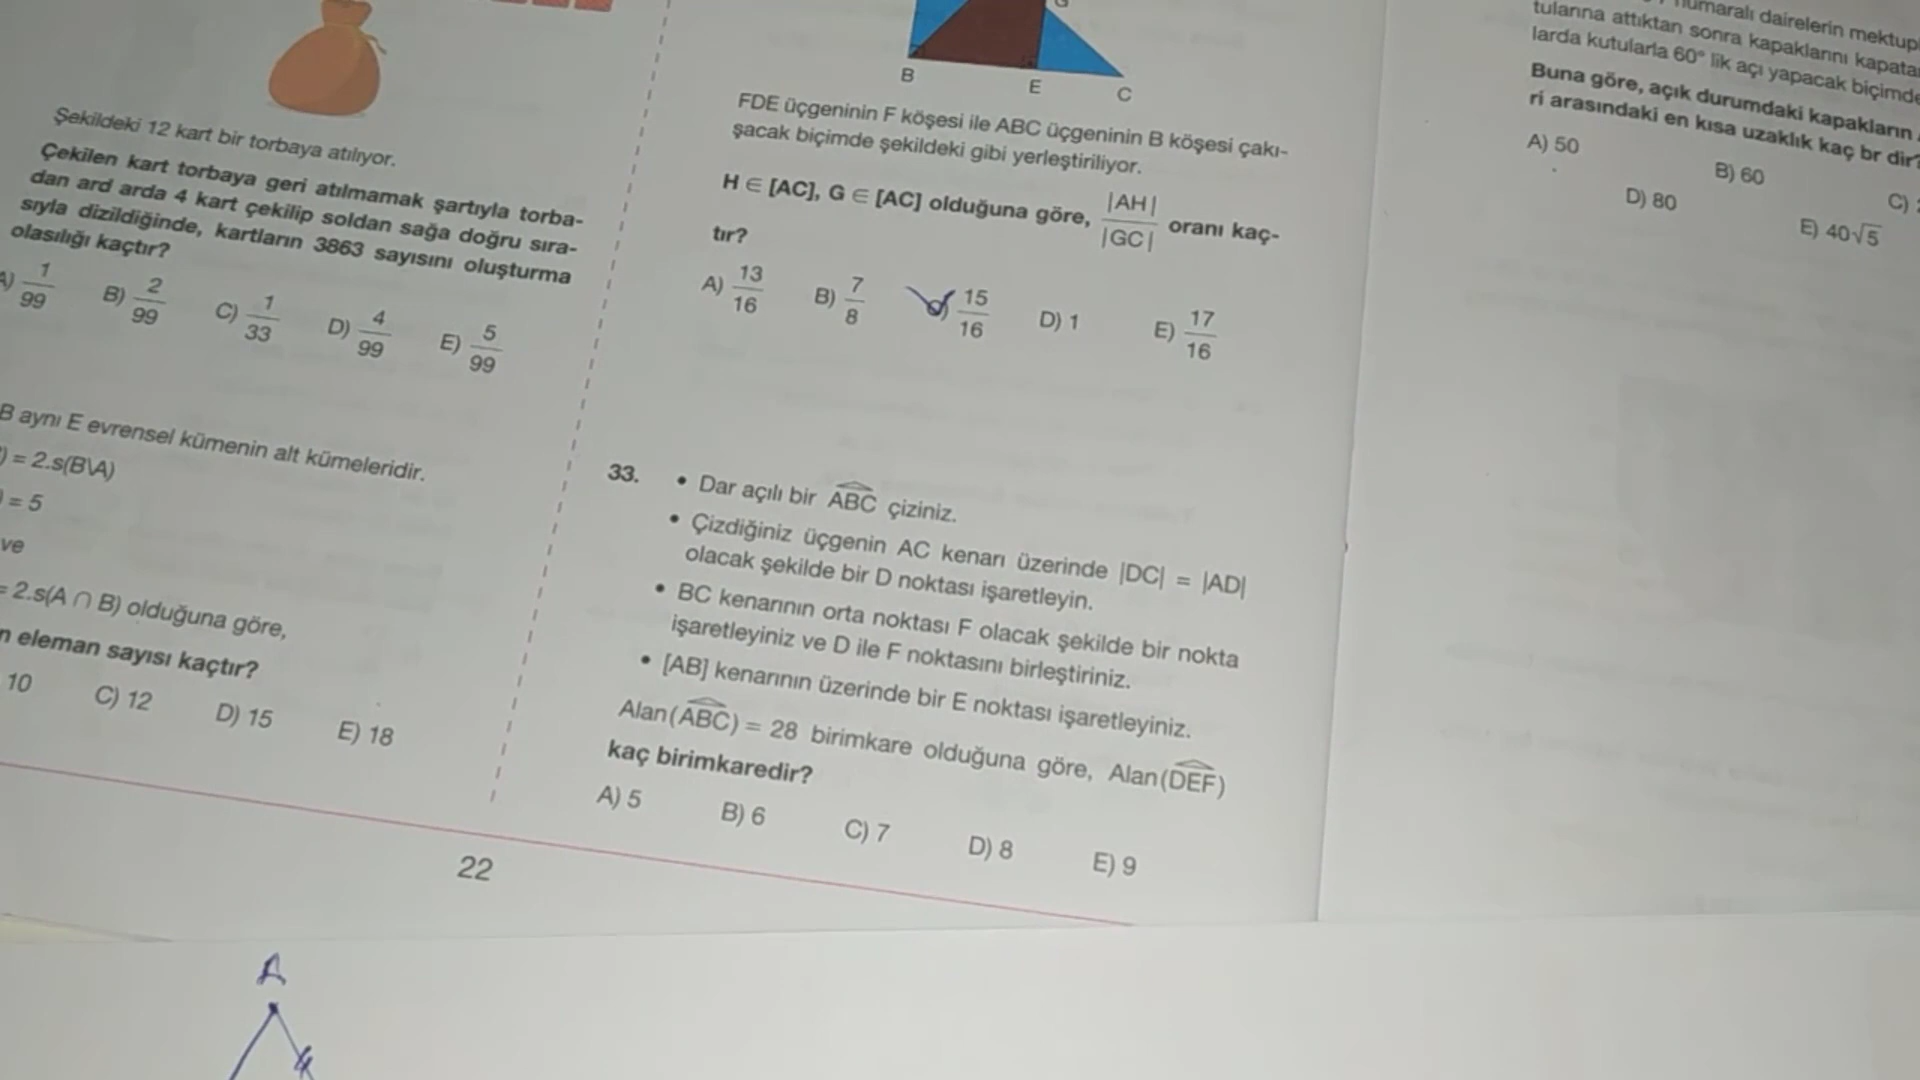 Şekildeki 12 kart bir torbaya atılıyor.
Çekilen kart torbaya geri atılmamak şartıyla torba-
dan ard arda 4 kart çekilip soldan sağa doğru sıra-
sıyla dizildiğinde, kartların 3863 sayısını oluşturma
olasılığı kaçtır?
A) 1/99 B) 2/99 C) 1/33 D) 4/99 E) 5/99
B aynı E evrensel kümenin alt kümeleridir.
) = 2.s(B\A)
) = 5
ve
= 2.s(A ∩ B) olduğuna göre,
n eleman sayısı kaçtır?
10 C) 12 D) 15 E) 18
22
G
B E C
FDE üçgeninin F köşesi ile ABC üçgeninin B köşesi çakı-
şacak biçimde şekildeki gibi yerleştiriliyor.
H ∈ [AC], G ∈ [AC] olduğuna göre, |AH|/|GC| oranı kaç-
tır?
A) 13/16 B) 7/8 C) 15/16 D) 1 E) 17/16
33. • Dar açılı bir ABC çiziniz.
• Çizdiğiniz üçgenin AC kenarı üzerinde |DC| = |AD|
olacak şekilde bir D noktası işaretleyin.
• BC kenarının orta noktası F olacak şekilde bir nokta
işaretleyiniz ve D ile F noktasını birleştiriniz.
• [AB] kenarının üzerinde bir E noktası işaretleyiniz.
Alan(ABC) = 28 birimkare olduğuna göre, Alan(DEF)
kaç birimkaredir?
A) 5 B) 6 C) 7 D) 8 E) 9
numaralı dairelerin mektup
tularına attıktan sonra kapaklarını kapata
larda kutularla 60° lik açı yapacak biçimde
Buna göre, açık durumdaki kapakların
ri arasındaki en kısa uzaklık kaç br dir?
A) 50 B) 60 C)
D) 80 E) 40√5
A